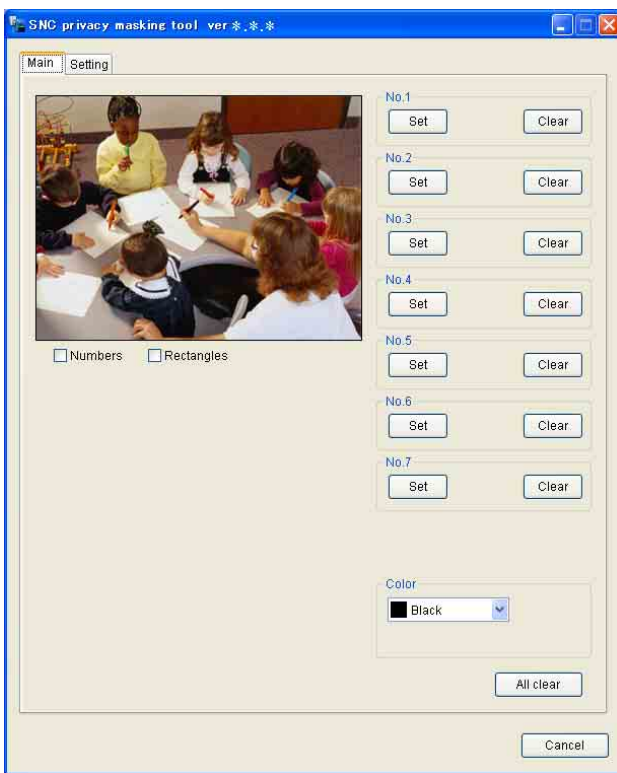 SNC privacy masking tool ver *.*.*
Main Setting
No.1
Set Clear
No.2
Set Clear
No.3
Set Clear
No.4
Set Clear
No.5
Set Clear
No.6
Set Clear
No.7
Set Clear
Numbers Rectangles
Color
Black
All clear
Cancel